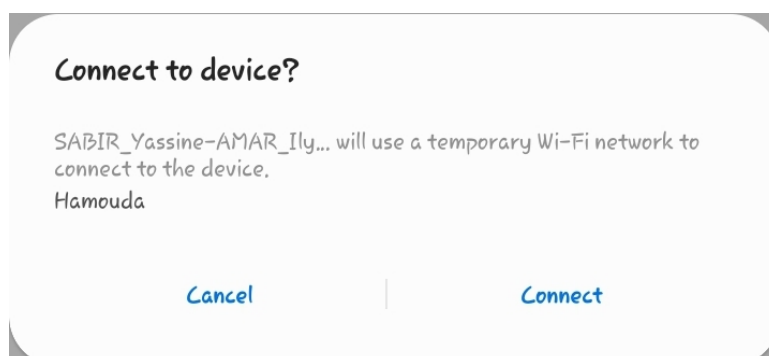 Connect to device?
SABIR_Yassine-AMAR_Ily... will use a temporary Wi-Fi network to
connect to the device.
Hamouda
Cancel
Connect